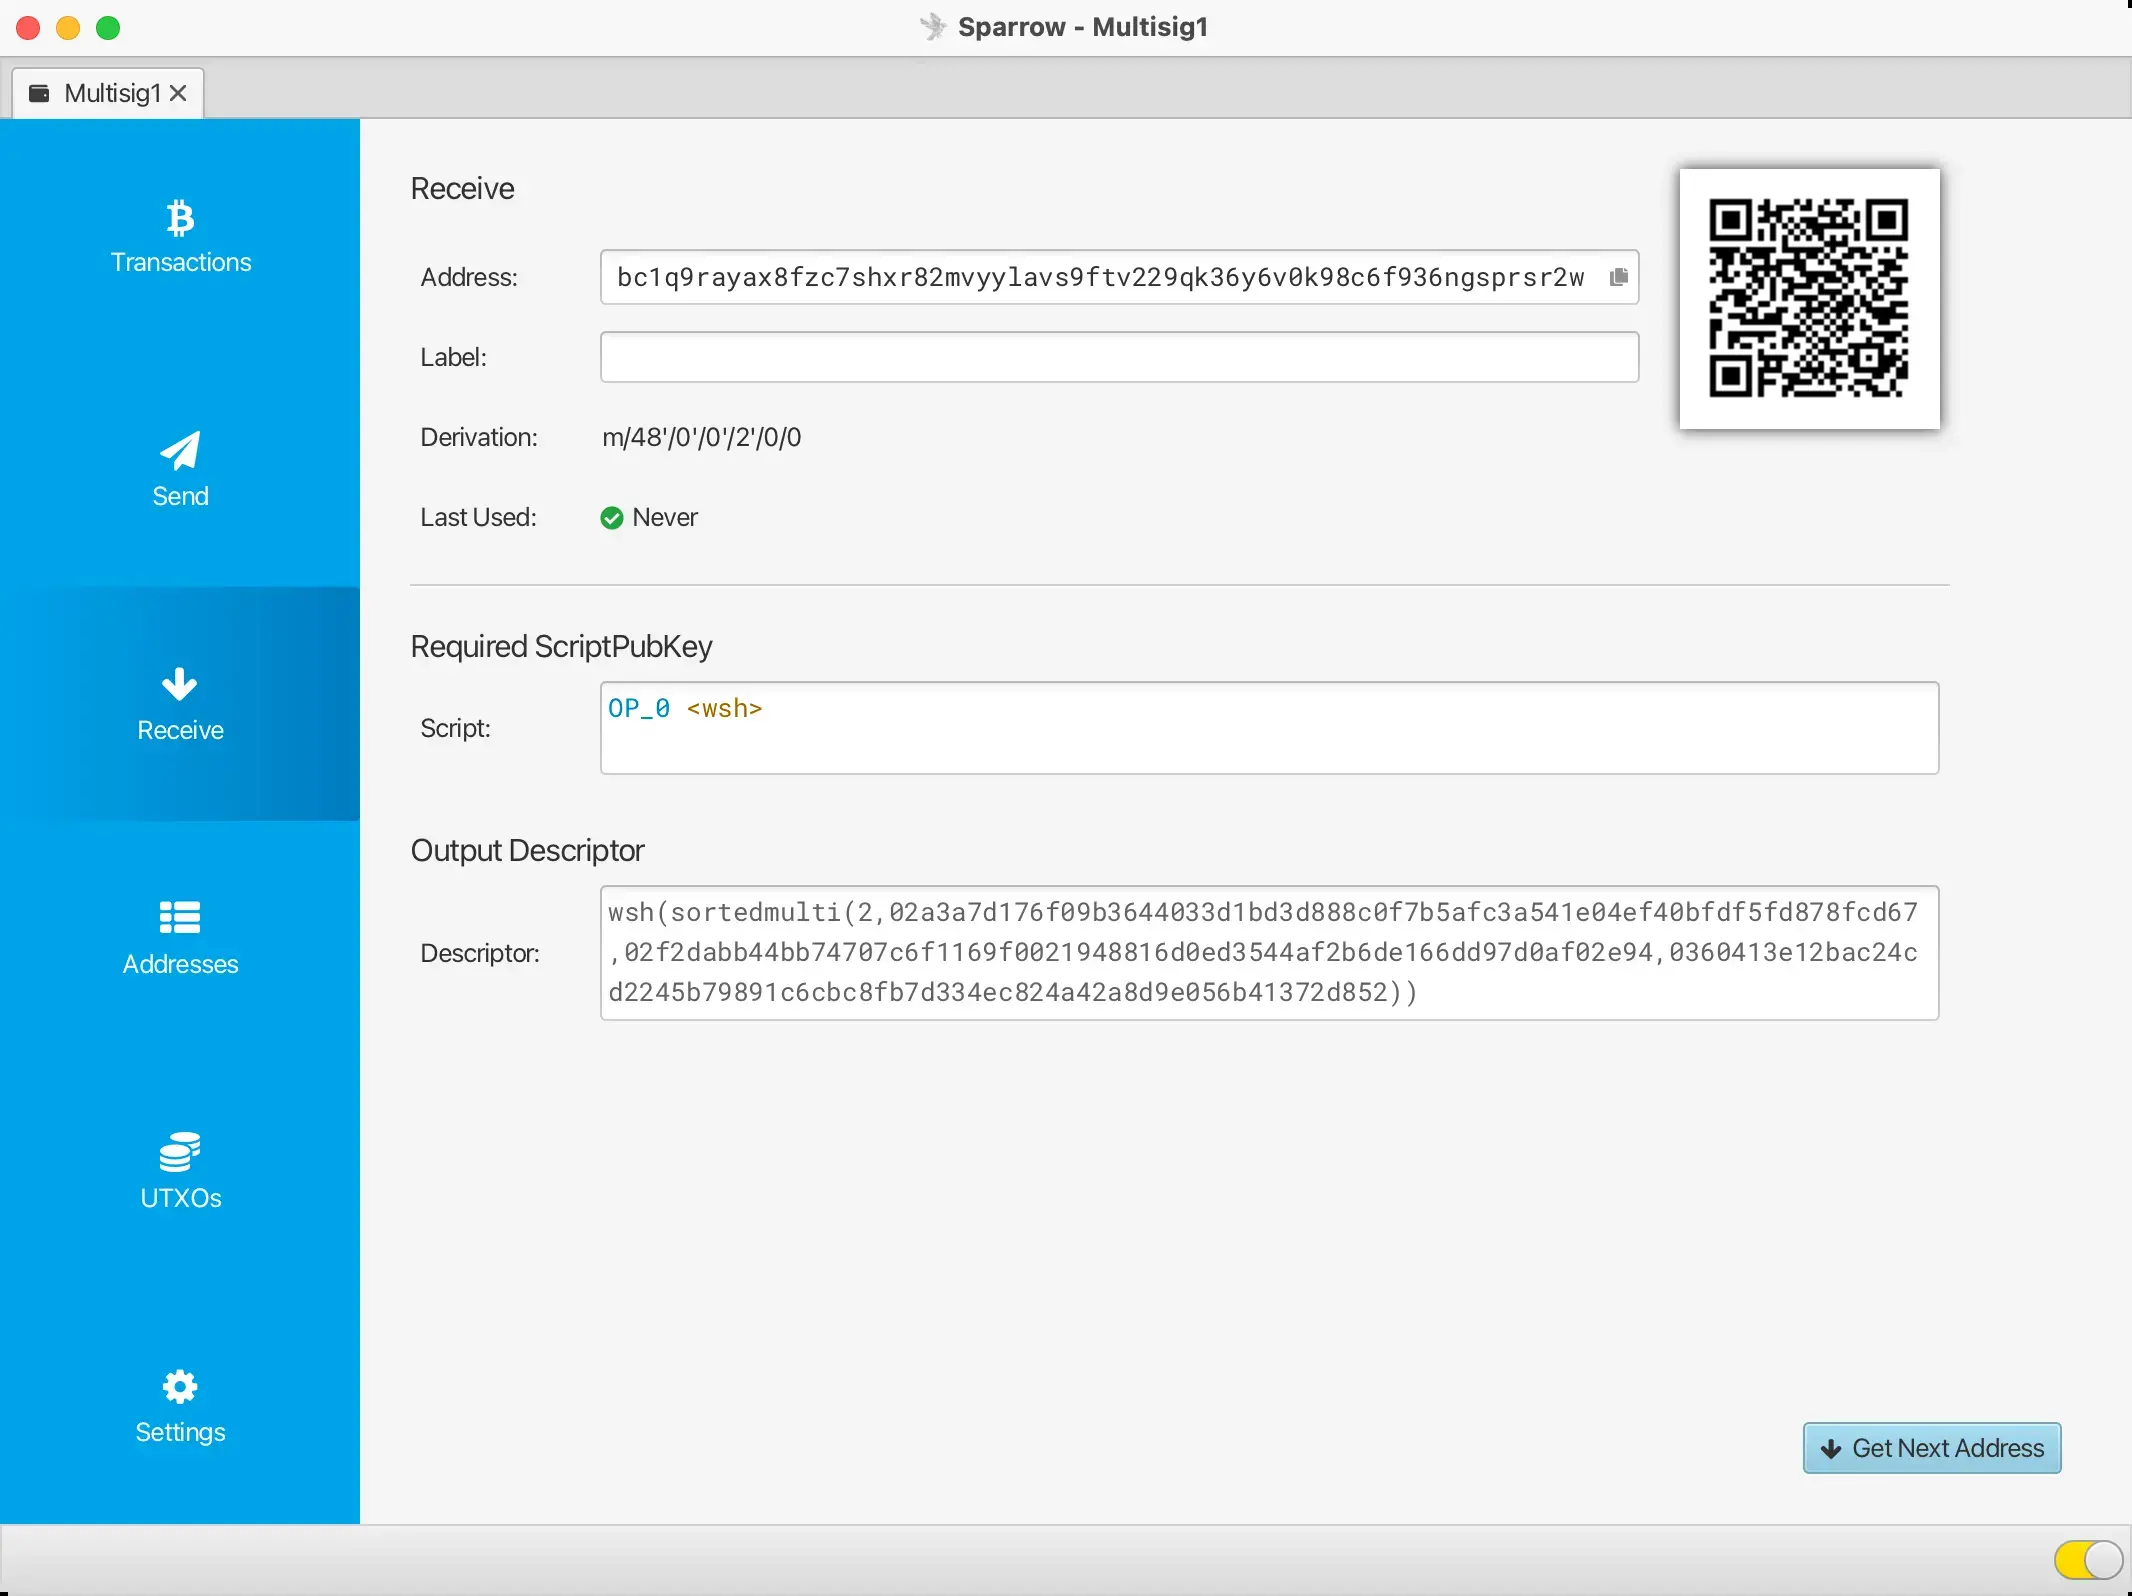 Sparrow - Multisig1
Multisig1
Transactions
Send
Receive
Addresses
UTXOs
Settings
Receive
Address: bc1q9rayax8fzc7shxr82mvyylavs9ftv229qk36y6v0k98c6f936ngsprsr2w
Label:
Derivation: m/48'/0'/0'/2'/0/0
Last Used: Never
Required ScriptPubKey
Script: OP_0 <wsh>
Output Descriptor
Descriptor:
wsh(sortedmulti(2,02a3a7d176f09b3644033d1bd3d888c0f7b5afc3a541e04ef40bfdf5fd878fcd67
,02f2dabb44bb74707c6f1169f0021948816d0ed3544af2b6de166dd97d0af02e94,0360413e12bac24c
d2245b79891c6cbc8fb7d334ec824a42a8d9e056b41372d852))
Get Next Address